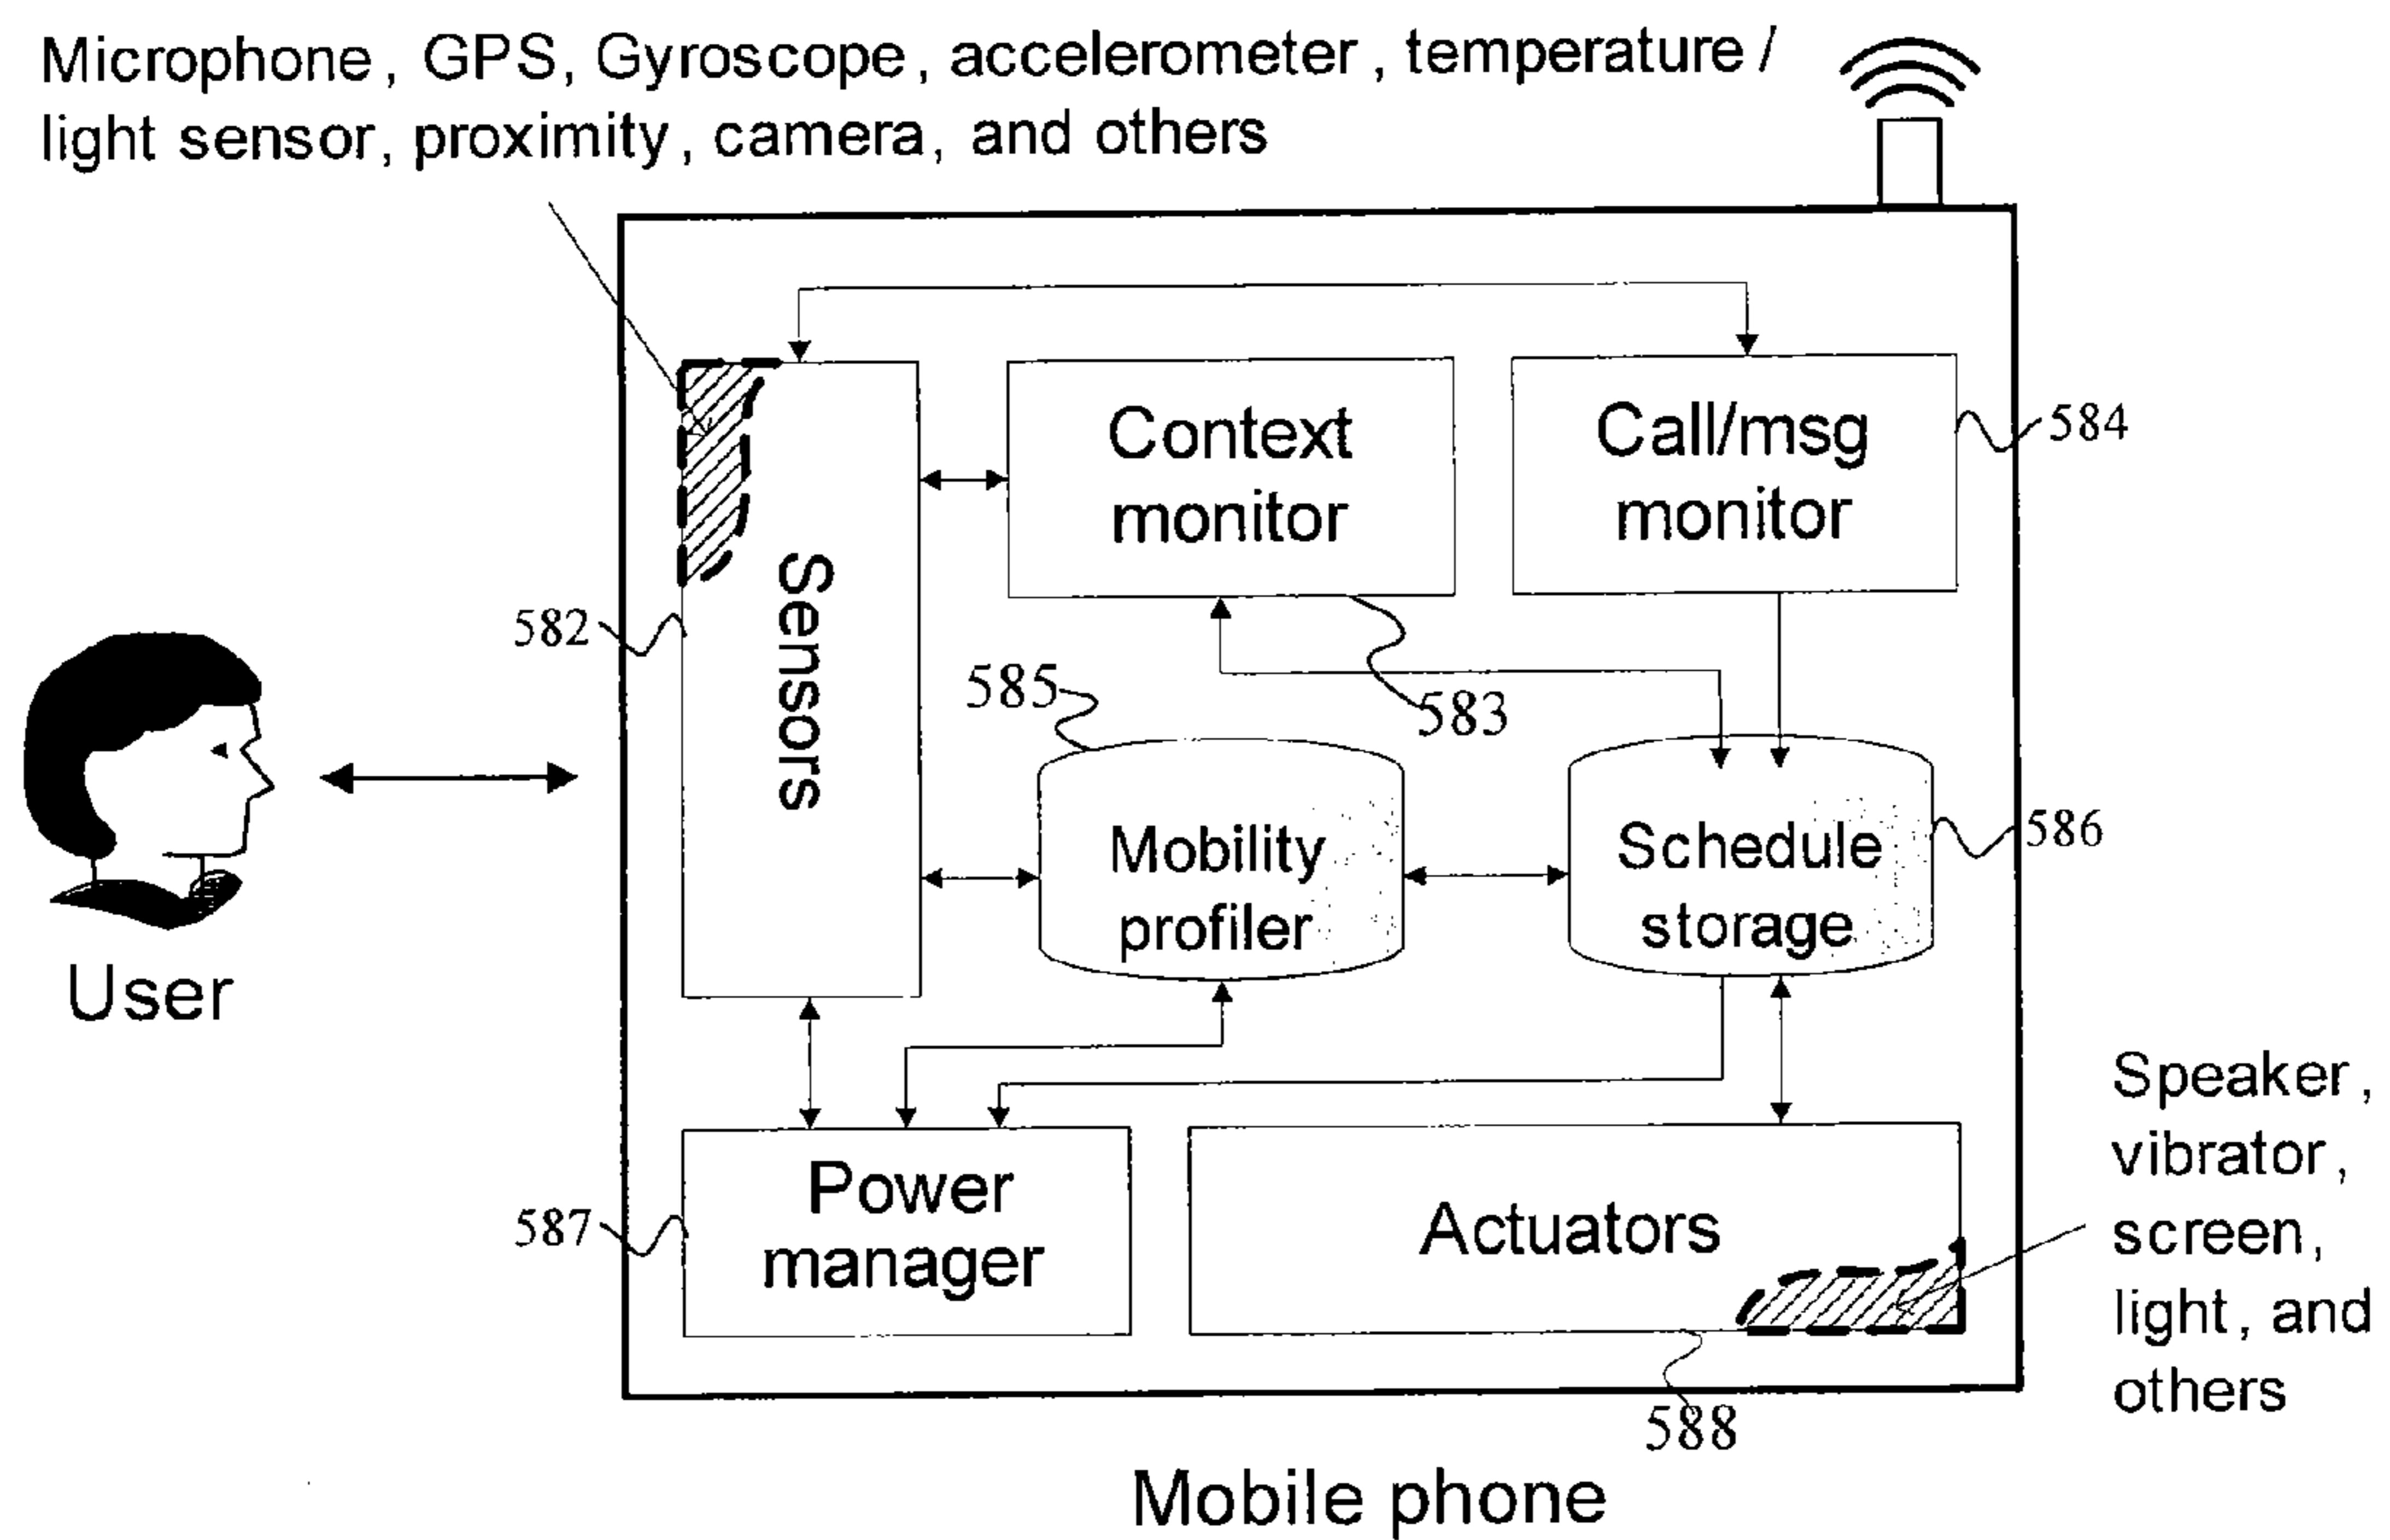 Microphone, GPS, Gyroscope, accelerometer, temperature /
light sensor, proximity, camera, and others
Context
monitor
Call/msg
monitor
584
Sensors
582
585
583
Mobility
profiler
Schedule
storage
586
User
Power
manager
587
Actuators
588
Speaker,
vibrator,
screen,
light, and
others
Mobile phone